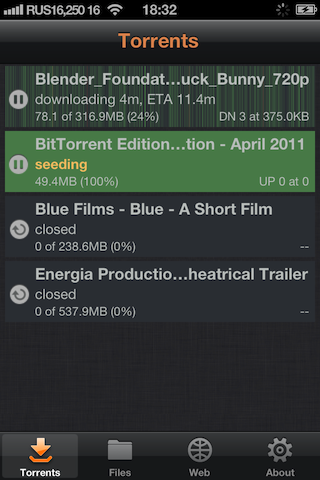 RUS16,250 16 18:32
Torrents
Blender_Foundat...uck_Bunny_720p
downloading 4m, ETA 11.4m
78.1 of 316.9MB (24%) DN 3 at 375.0KB
BitTorrent Edition...tion - April 2011
seeding
49.4MB (100%) UP 0 at 0
Blue Films - Blue - A Short Film
closed
0 of 238.6MB (0%) --
Energia Productio...heatrical Trailer
closed
0 of 537.9MB (0%) --
Torrents Files Web About